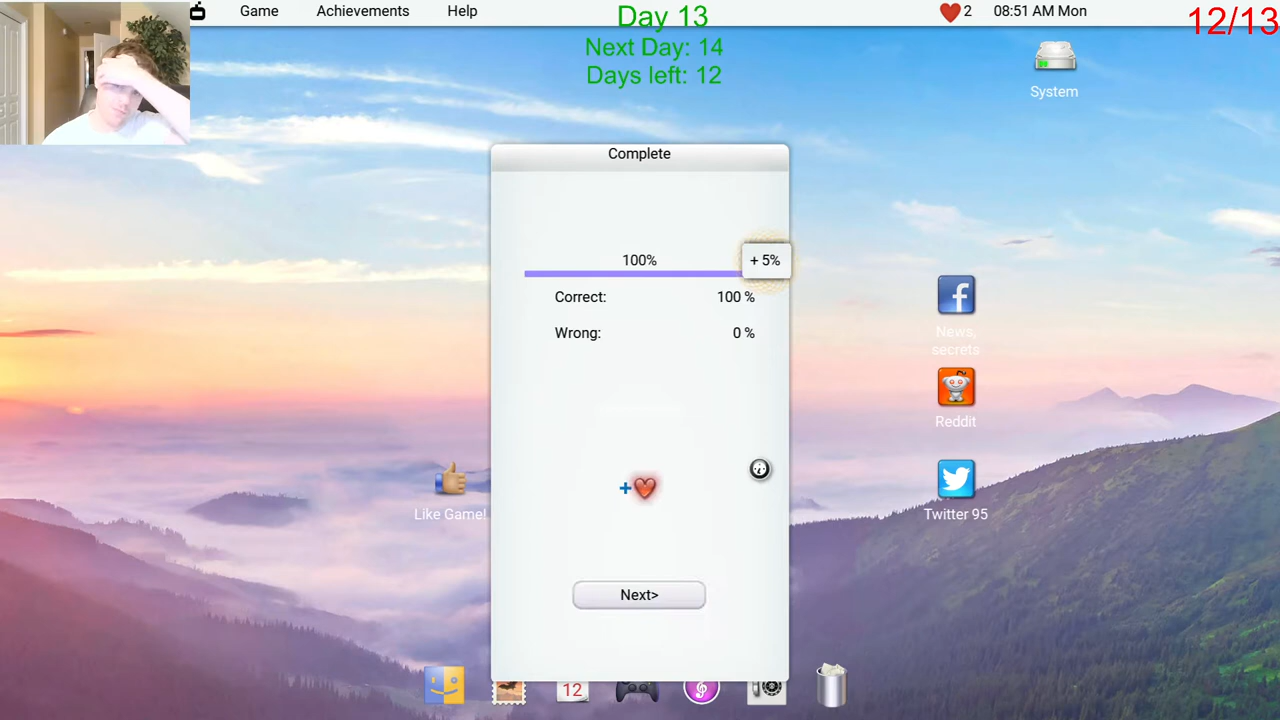 Game Achievements Help
Day 13
2 08:51 AM Mon
12/13
Next Day: 14
Days left: 12
System
Complete
100%
+ 5%
Correct: 100 %
Wrong: 0 %
News,
secrets
Reddit
+
Like Game!
Twitter 95
Next>
12